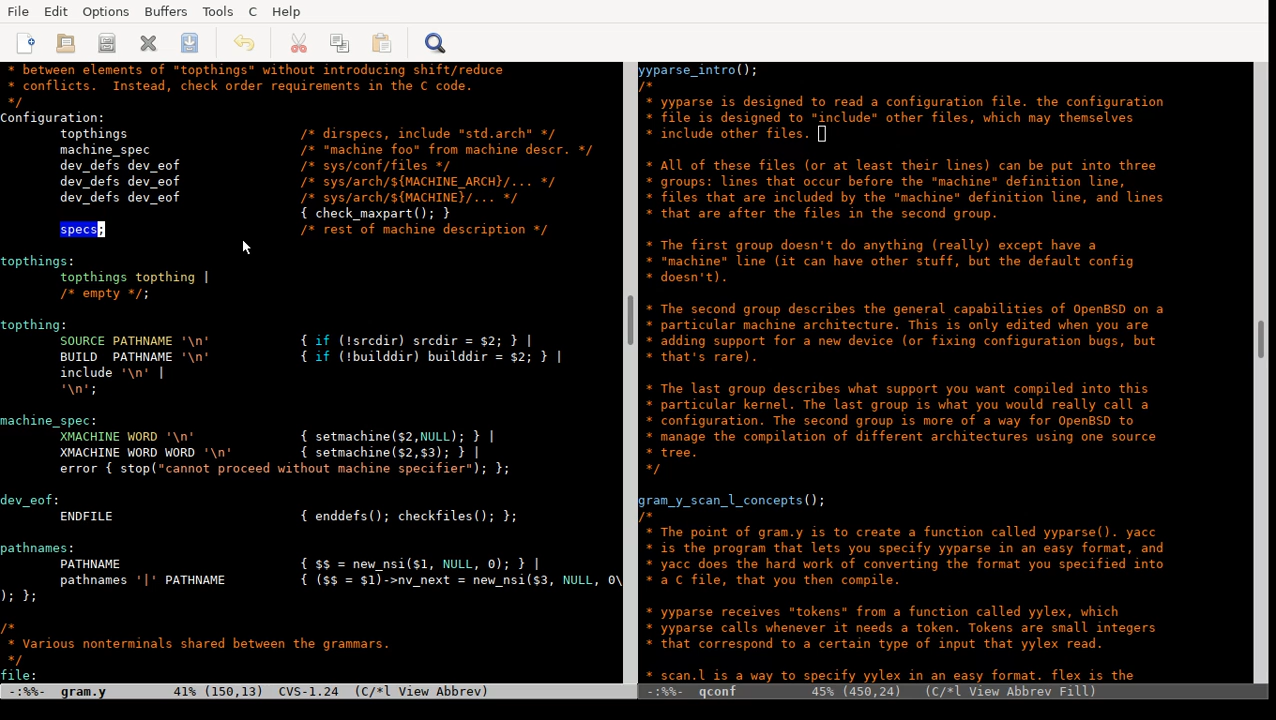 File Edit Options Buffers Tools C Help
 * between elements of "topthings" without introducing shift/reduce
 * conflicts.  Instead, check order requirements in the C code.
 */
Configuration:
        topthings                       /* dirspecs, include "std.arch" */
        machine_spec                    /* "machine foo" from machine descr. */
        dev_defs dev_eof                /* sys/conf/files */
        dev_defs dev_eof                /* sys/arch/${MACHINE_ARCH}/... */
        dev_defs dev_eof                /* sys/arch/${MACHINE}/... */
                                        { check_maxpart(); }
        specs;                          /* rest of machine description */
topthings:
        topthings topthing |
        /* empty */;
topthing:
        SOURCE PATHNAME '\n'            { if (!srcdir) srcdir = $2; } |
        BUILD  PATHNAME '\n'            { if (!builddir) builddir = $2; } |
        include '\n' |
        '\n';
machine_spec:
        XMACHINE WORD '\n'              { setmachine($2,NULL); } |
        XMACHINE WORD WORD '\n'         { setmachine($2,$3); } |
        error { stop("cannot proceed without machine specifier"); };
dev_eof:
        ENDFILE                         { enddefs(); checkfiles(); };
pathnames:
        PATHNAME                        { $$ = new_nsi($1, NULL, 0); } |
        pathnames '|' PATHNAME          { ($$ = $1)->nv_next = new_nsi($3, NULL, 0\
); };
/*
 * Various nonterminals shared between the grammars.
 */
file:
-:%%-  gram.y         41% (150,13)   CVS-1.24  (C/*l View Abbrev)
yyparse_intro();
/*
 * yyparse is designed to read a configuration file. the configuration
 * file is designed to "include" other files, which may themselves
 * include other files.
 * All of these files (or at least their lines) can be put into three
 * groups: lines that occur before the "machine" definition line,
 * files that are included by the "machine" definition line, and lines
 * that are after the files in the second group.
 * The first group doesn't do anything (really) except have a
 * "machine" line (it can have other stuff, but the default config
 * doesn't).
 * The second group describes the general capabilities of OpenBSD on a
 * particular machine architecture. This is only edited when you are
 * adding support for a new device (or fixing configuration bugs, but
 * that's rare).
 * The last group describes what support you want compiled into this
 * particular kernel. The last group is what you would really call a
 * configuration. The second group is more of a way for OpenBSD to
 * manage the compilation of different architectures using one source
 * tree.
 */
gram_y_scan_l_concepts();
/*
 * The point of gram.y is to create a function called yyparse(). yacc
 * is the program that lets you specify yyparse in an easy format, and
 * yacc does the hard work of converting the format you specified into
 * a C file, that you then compile.
 * yyparse receives "tokens" from a function called yylex, which
 * yyparse calls whenever it needs a token. Tokens are small integers
 * that correspond to a certain type of input that yylex read.
 * scan.l is a way to specify yylex in an easy format. flex is the
-:%%-  qconf          45% (450,24)   (C/*l View Abbrev Fill)